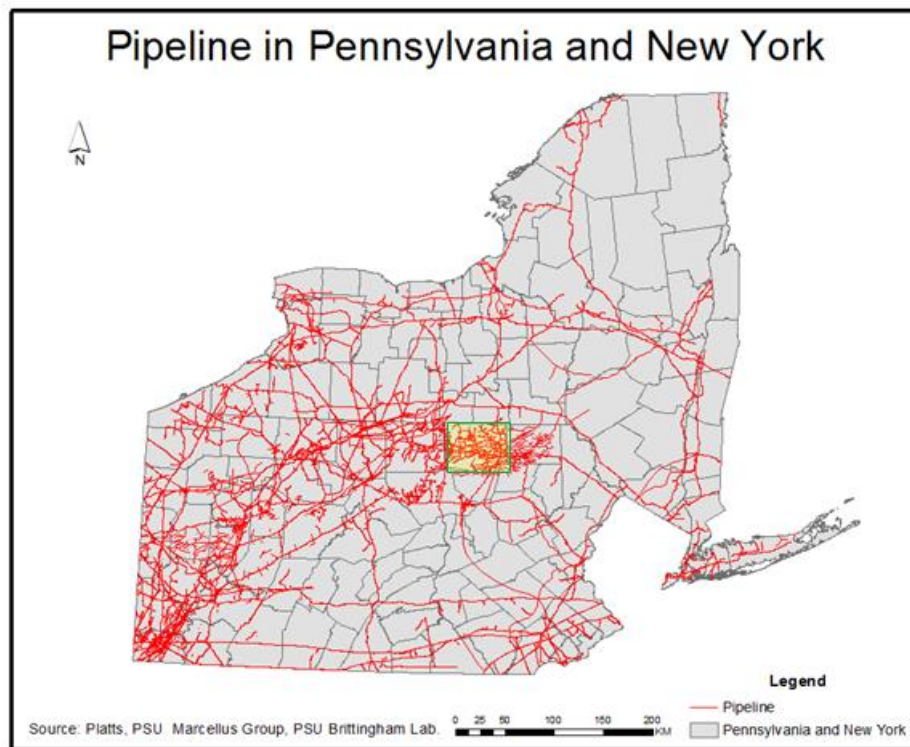 Pipeline in Pennsylvania and New York
N
Legend
Pipeline
Pennsylvania and New York
Source: Platts, PSU Marcellus Group, PSU Brittingham Lab.
0 25 50 100 150 200
KM